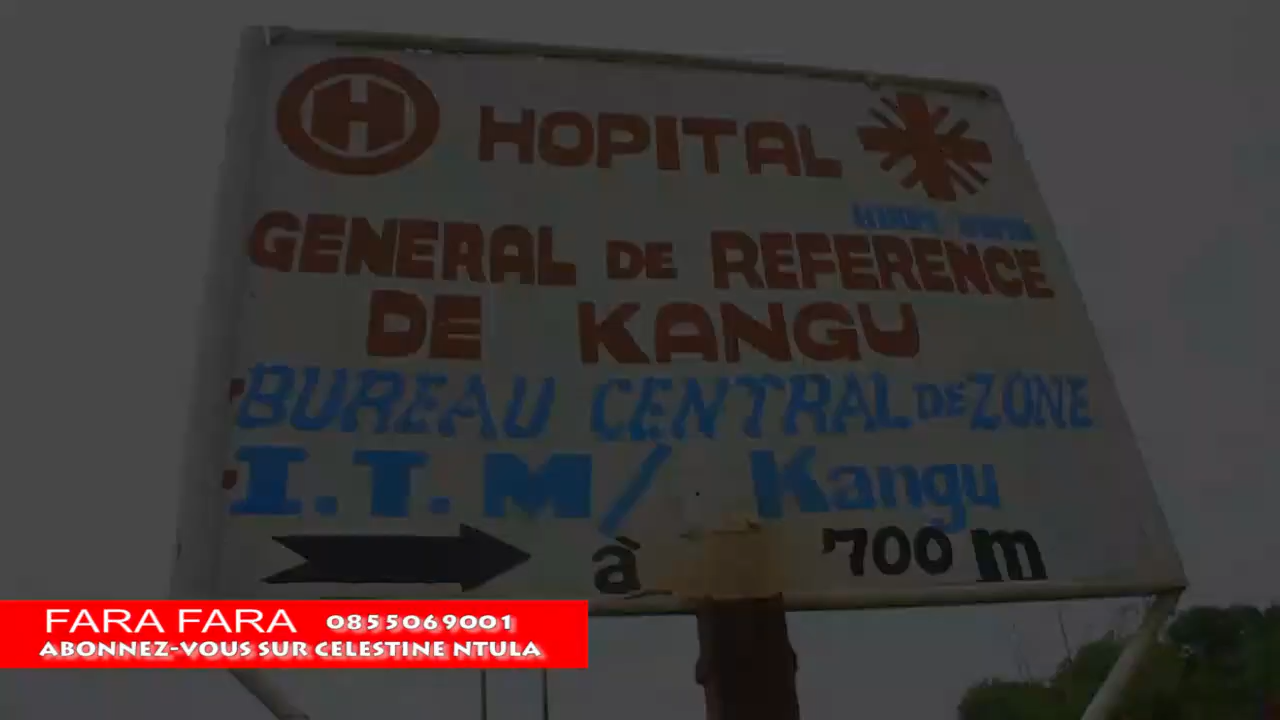 H HOPITAL
GENERAL DE REFERENCE
DE KANGU
BUREAU CENTRAL DE ZONE
I.T.M/ Kangu
à 700 m
FARA FARA 0855069001
ABONNEZ-VOUS SUR CELESTINE NTULA